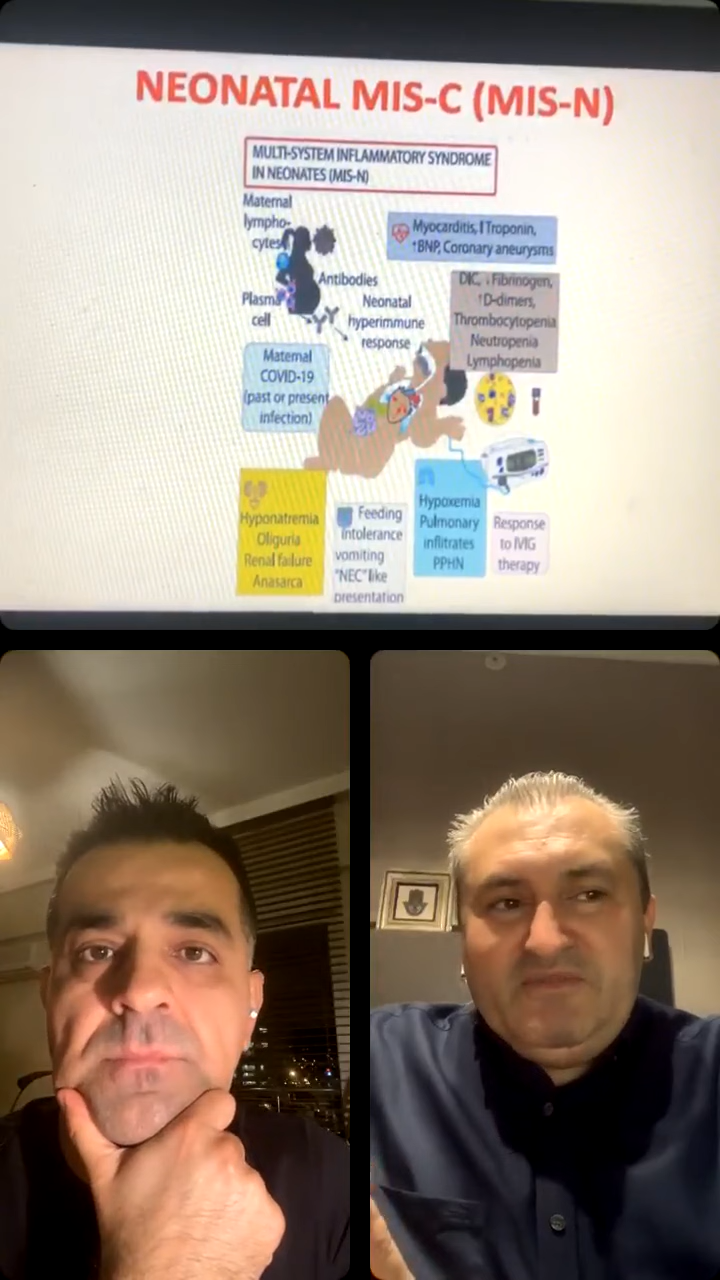 NEONATAL MIS-C (MIS-N)
MULTI-SYSTEM INFLAMMATORY SYNDROME
IN NEONATES (MIS-N)
Maternal
lympho-
cytes
Plasma
cell
Antibodies
Neonatal
hyperimmune
response
Myocarditis, ↑Troponin,
↑BNP, Coronary aneurysms
DIC, ↓Fibrinogen,
↑D-dimers,
Thrombocytopenia
Neutropenia
Lymphopenia
Maternal
COVID-19
(past or present
infection)
Hyponatremia
Oliguria
Renal failure
Anasarca
Feeding
intolerance
vomiting
"NEC" like
presentation
Hypoxemia
Pulmonary
infiltrates
PPHN
Response
to IVIG
therapy